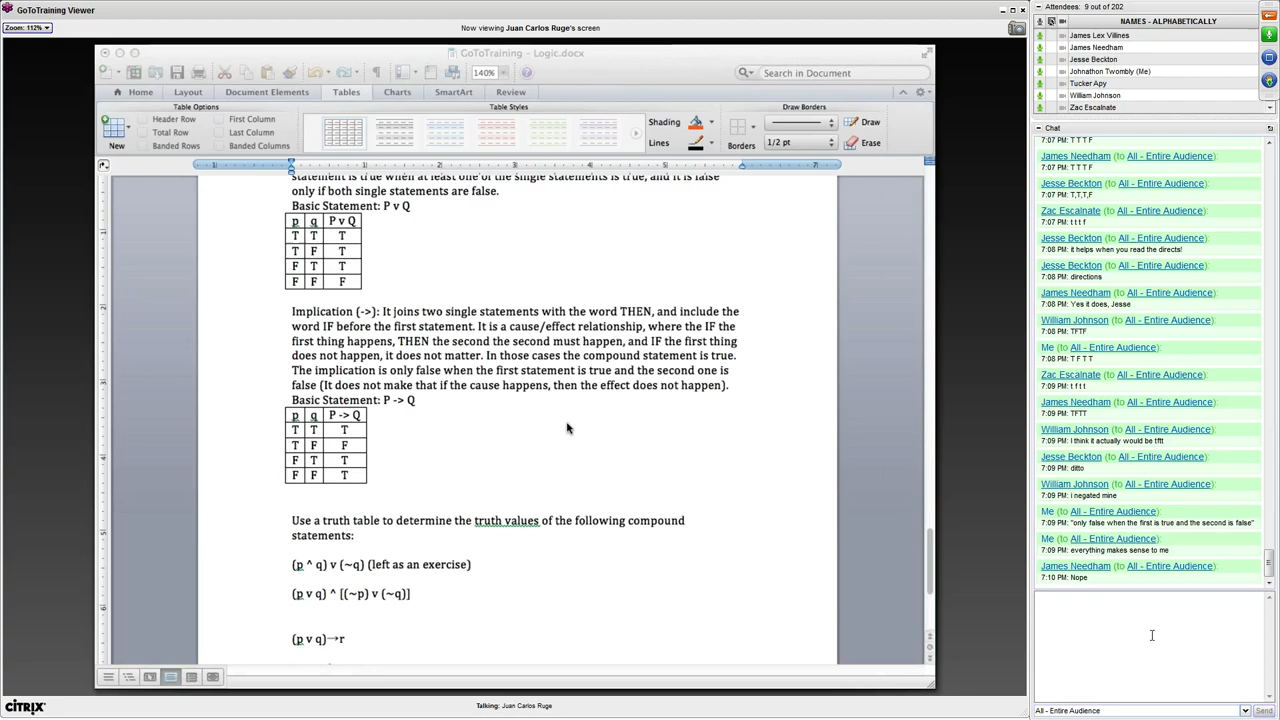 GoToTraining Viewer
Zoom: 112%
Now viewing Juan Carlos Ruge's screen
GoToTraining - Logic.docx
140%
Search in Document
Home Layout Document Elements Tables Charts SmartArt Review
Table Options Table Styles Draw Borders
New
Header Row First Column
Total Row Last Column
Banded Rows Banded Columns
Shading
Lines
Borders
1/2 pt
Draw
Erase
statement is true when at least one of the single statements is true, and it is false
only if both single statements are false.
Basic Statement: P v Q
p q P v Q
T T T
T F T
F T T
F F F
Implication (->): It joins two single statements with the word THEN, and include the
word IF before the first statement. It is a cause/effect relationship, where the IF the
first thing happens, THEN the second the second must happen, and IF the first thing
does not happen, it does not matter. In those cases the compound statement is true.
The implication is only false when the first statement is true and the second one is
false (It does not make that if the cause happens, then the effect does not happen).
Basic Statement: P -> Q
p q P -> Q
T T T
T F F
F T T
F F T
Use a truth table to determine the truth values of the following compound
statements:
(p ^ q) v (~q) (left as an exercise)
(p v q) ^ [(~p) v (~q)]
(p v q)→r
CITRIX
Talking: Juan Carlos Ruge
Attendees: 9 out of 202
NAMES - ALPHABETICALLY
James Lex Villines
James Needham
Jesse Beckton
Johnathon Twombly (Me)
Tucker Apy
William Johnson
Zac Escalnate
Chat
7:07 PM: T T T F
James Needham (to All - Entire Audience):
7:07 PM: T T T F
Jesse Beckton (to All - Entire Audience):
7:07 PM: T,T,T,F
Zac Escalnate (to All - Entire Audience):
7:07 PM: t t t f
Jesse Beckton (to All - Entire Audience):
7:08 PM: it helps when you read the directs!
Jesse Beckton (to All - Entire Audience):
7:08 PM: directions
James Needham (to All - Entire Audience):
7:08 PM: Yes it does, Jesse
William Johnson (to All - Entire Audience):
7:08 PM: TFTF
Me (to All - Entire Audience):
7:08 PM: T F T T
Zac Escalnate (to All - Entire Audience):
7:09 PM: t f t t
James Needham (to All - Entire Audience):
7:09 PM: TFTT
William Johnson (to All - Entire Audience):
7:09 PM: I think it actually would be tftt
Jesse Beckton (to All - Entire Audience):
7:09 PM: ditto
William Johnson (to All - Entire Audience):
7:09 PM: i negated mine
Me (to All - Entire Audience):
7:09 PM: "only false when the first is true and the second is false"
Me (to All - Entire Audience):
7:09 PM: everything makes sense to me
James Needham (to All - Entire Audience):
7:10 PM: Nope
All - Entire Audience
Send